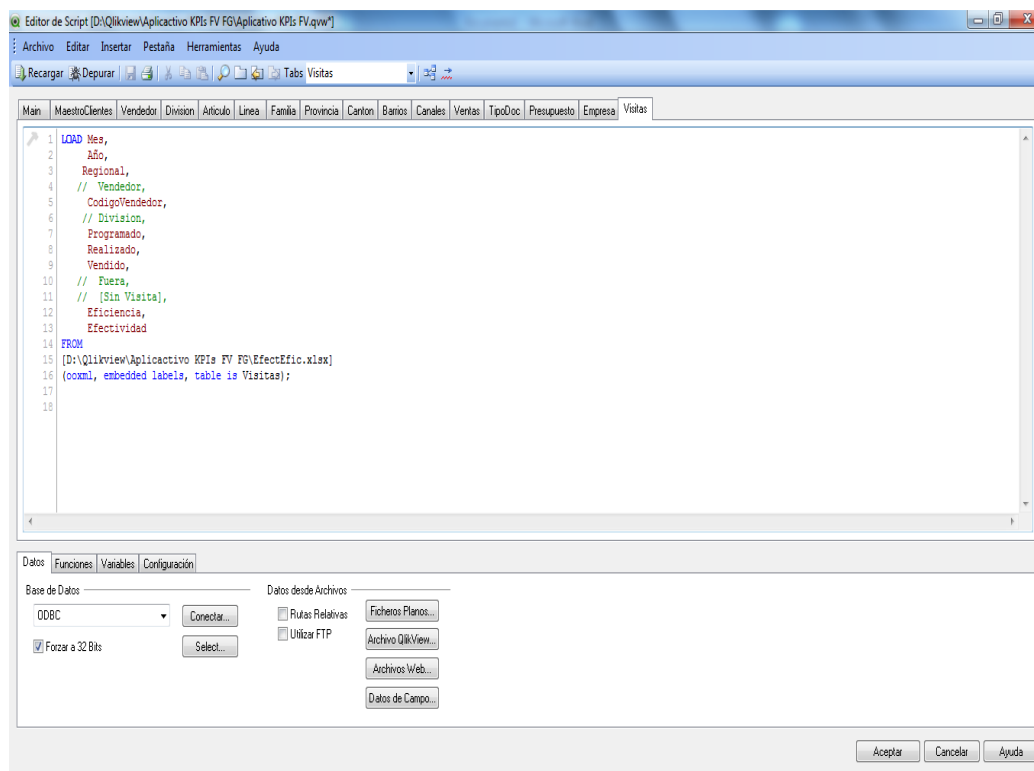 Editor de Script [D:\Qlikview\Aplicactivo KPIs FV FG\Aplicativo KPIs FV.qvw*]
Archivo Editar Insertar Pestaña Herramientas Ayuda
Recargar Depurar Tabs Visitas
Main MaestroClientes Vendedor Division Articulo Linea Familia Provincia Canton Barrios Canales Ventas TipoDoc Presupuesto Empresa Visitas
1 LOAD Mes,
2 Año,
3 Regional,
4 // Vendedor,
5 CodigoVendedor,
6 // Division,
7 Programado,
8 Realizado,
9 Vendido,
10 // Fuera,
11 // [Sin Visita],
12 Eficiencia,
13 Efectividad
14 FROM
15 [D:\Qlikview\Aplicactivo KPIs FV FG\EfectEfic.xlsx]
16 (ooxml, embedded labels, table is Visitas);
17
18
Datos Funciones Variables Configuración
Base de Datos Datos desde Archivos
ODBC Conectar... Rutas Relativas Ficheros Planos...
Forzar a 32 Bits Select... Utilizar FTP Archivo QlikView...
Archivos Web...
Datos de Campo...
Aceptar Cancelar Ayuda